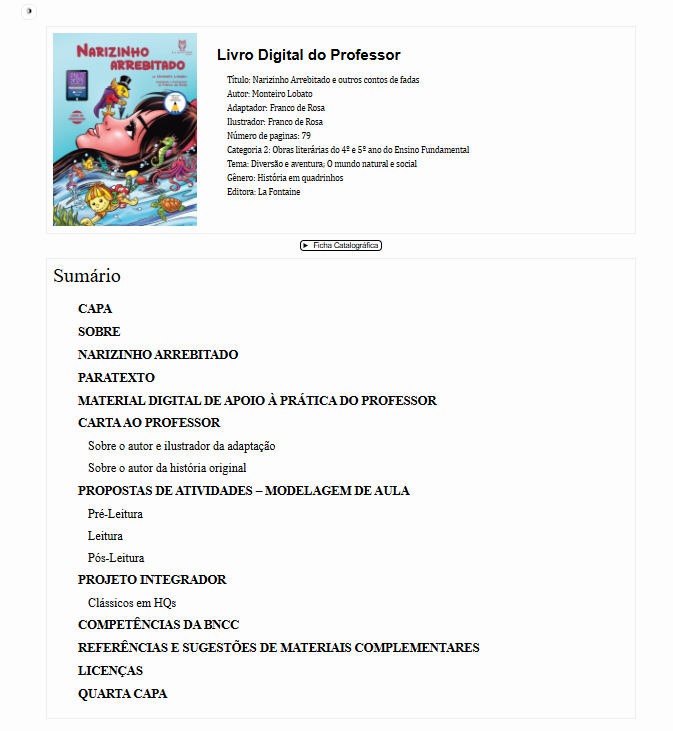 NARIZINHO
ARREBITADO
Livro Digital do Professor
Título: Narizinho Arrebitado e outros contos de fadas
Autor: Monteiro Lobato
Adaptador: Franco de Rosa
Ilustrador: Franco de Rosa
Número de paginas: 79
Categoria 2: Obras literárias do 4º e 5º ano do Ensino Fundamental
Tema: Diversão e aventura; O mundo natural e social
Gênero: História em quadrinhos
Editora: La Fontaine
► Ficha Catalográfica
Sumário
CAPA
SOBRE
NARIZINHO ARREBITADO
PARATEXTO
MATERIAL DIGITAL DE APOIO À PRÁTICA DO PROFESSOR
CARTA AO PROFESSOR
Sobre o autor e ilustrador da adaptação
Sobre o autor da história original
PROPOSTAS DE ATIVIDADES – MODELAGEM DE AULA
Pré-Leitura
Leitura
Pós-Leitura
PROJETO INTEGRADOR
Clássicos em HQs
COMPETÊNCIAS DA BNCC
REFERÊNCIAS E SUGESTÕES DE MATERIAIS COMPLEMENTARES
LICENÇAS
QUARTA CAPA